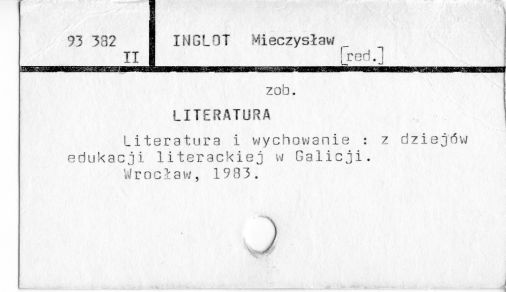 93 382
II
INGLOT Mieczysław
[red.]
zob.
LITERATURA
Literatura i wychowanie : z dziejów
edukacji literackiej w Galicji.
Wrocław, 1983.